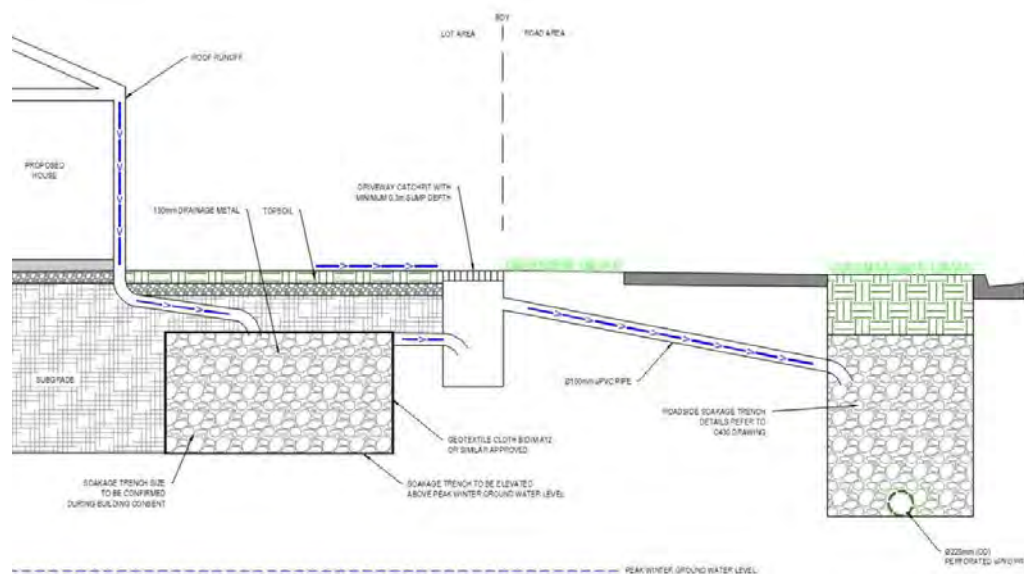 BDY
LOT AREA
ROAD AREA
ROOF RUNOFF
PROPOSED
HOUSE
DRIVEWAY CATCHPIT WITH
MINIMUM 0.3m SUMP DEPTH
DRAINAGE METAL
TOPSOIL
SUBGRADE
Ø100mm uPVC PIPE
ROADSIDE SOAKAGE TRENCH
DETAILS REFER TO
C400 DRAWING
GEOTEXTILE CLOTH BIDIM A12
OR SIMILAR APPROVED
SOAKAGE TRENCH SIZE
TO BE CONFIRMED
DURING BUILDING CONSENT
SOAKAGE TRENCH TO BE ELEVATED
ABOVE PEAK WINTER GROUND WATER LEVEL
Ø225mm (OD)
PERFORATED
PEAK WINTER GROUND WATER LEVEL